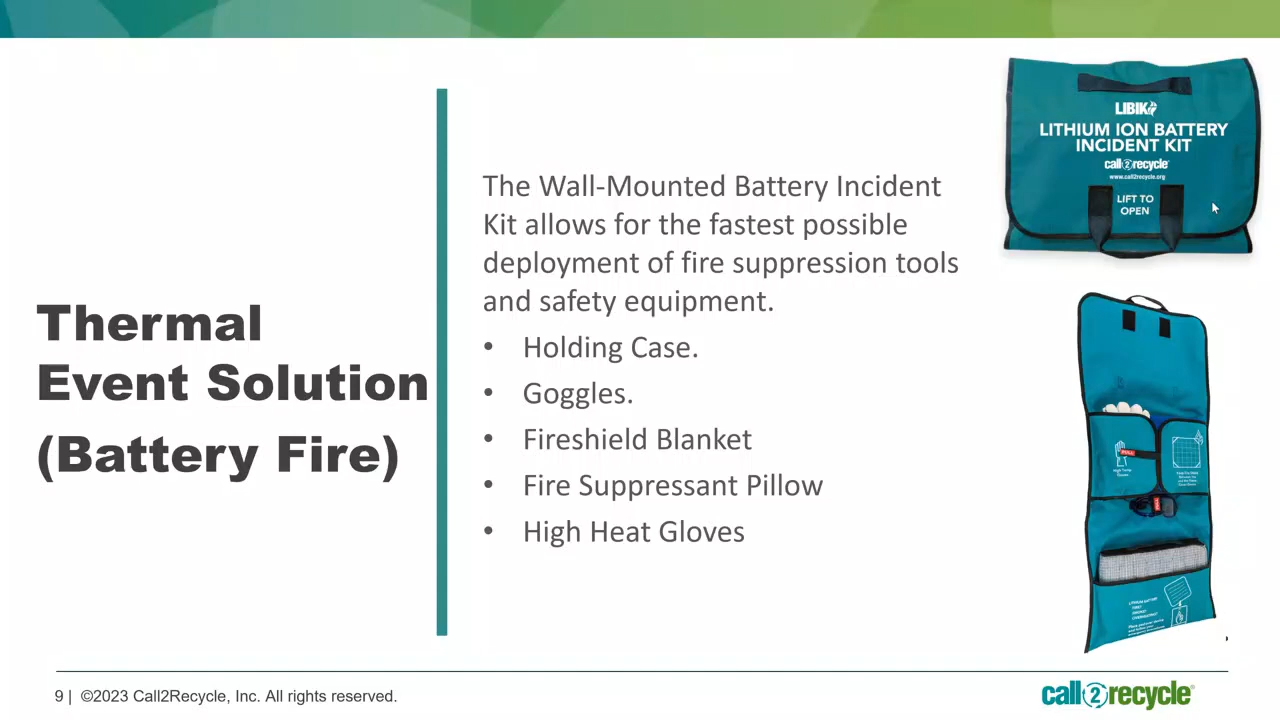 LIBIK
LITHIUM ION BATTERY
INCIDENT KIT
call2recycle
www.call2recycle.org
LIFT TO
OPEN
Thermal
Event Solution
(Battery Fire)
The Wall-Mounted Battery Incident
Kit allows for the fastest possible
deployment of fire suppression tools
and safety equipment.
• Holding Case.
• Goggles.
• Fireshield Blanket
• Fire Suppressant Pillow
• High Heat Gloves
PULL
9 | ©2023 Call2Recycle, Inc. All rights reserved.
call2recycle